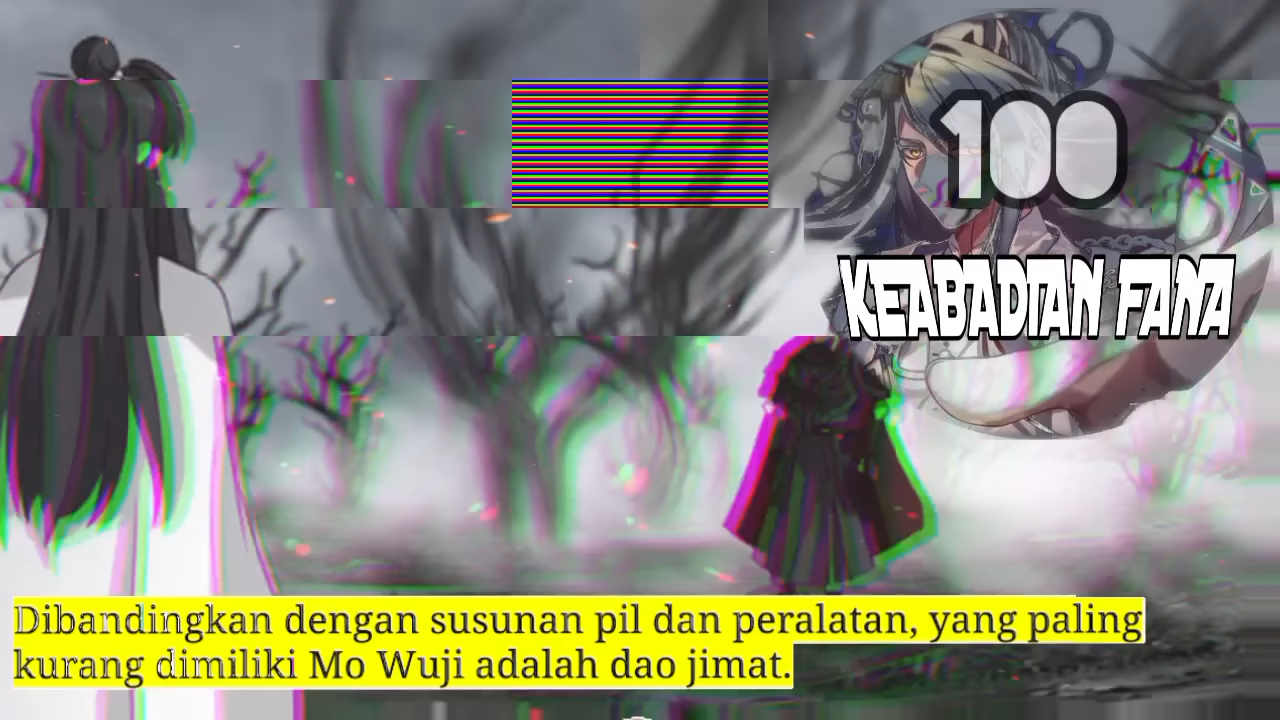 100
KEABADIAN FANA
Dibandingkan dengan susunan pil dan peralatan, yang paling
kurang dimiliki Mo Wuji adalah dao jimat.